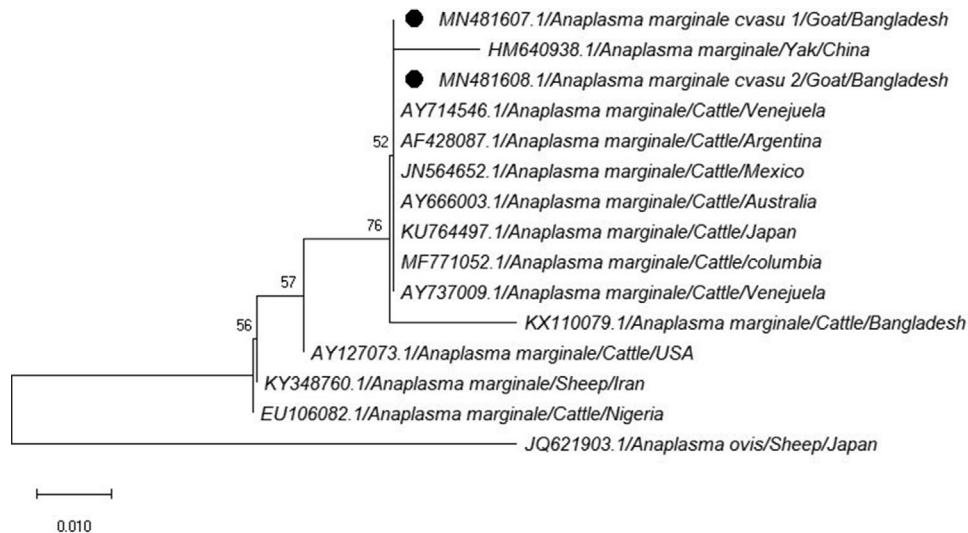 MN481607.1/Anaplasma marginale cvasu 1/Goat/Bangladesh
HM640938.1/Anaplasma marginale/Yak/China
MN481608.1/Anaplasma marginale cvasu 2/Goat/Bangladesh
AY714546.1/Anaplasma marginale/Cattle/Venejuela
52 AF428087.1/Anaplasma marginale/Cattle/Argentina
JN564652.1/Anaplasma marginale/Cattle/Mexico
AY666003.1/Anaplasma marginale/Cattle/Australia
76 KU764497.1/Anaplasma marginale/Cattle/Japan
MF771052.1/Anaplasma marginale/Cattle/columbia
57 AY737009.1/Anaplasma marginale/Cattle/Venejuela
56 KX110079.1/Anaplasma marginale/Cattle/Bangladesh
AY127073.1/Anaplasma marginale/Cattle/USA
KY348760.1/Anaplasma marginale/Sheep/Iran
EU106082.1/Anaplasma marginale/Cattle/Nigeria
JQ621903.1/Anaplasma ovis/Sheep/Japan
0.010